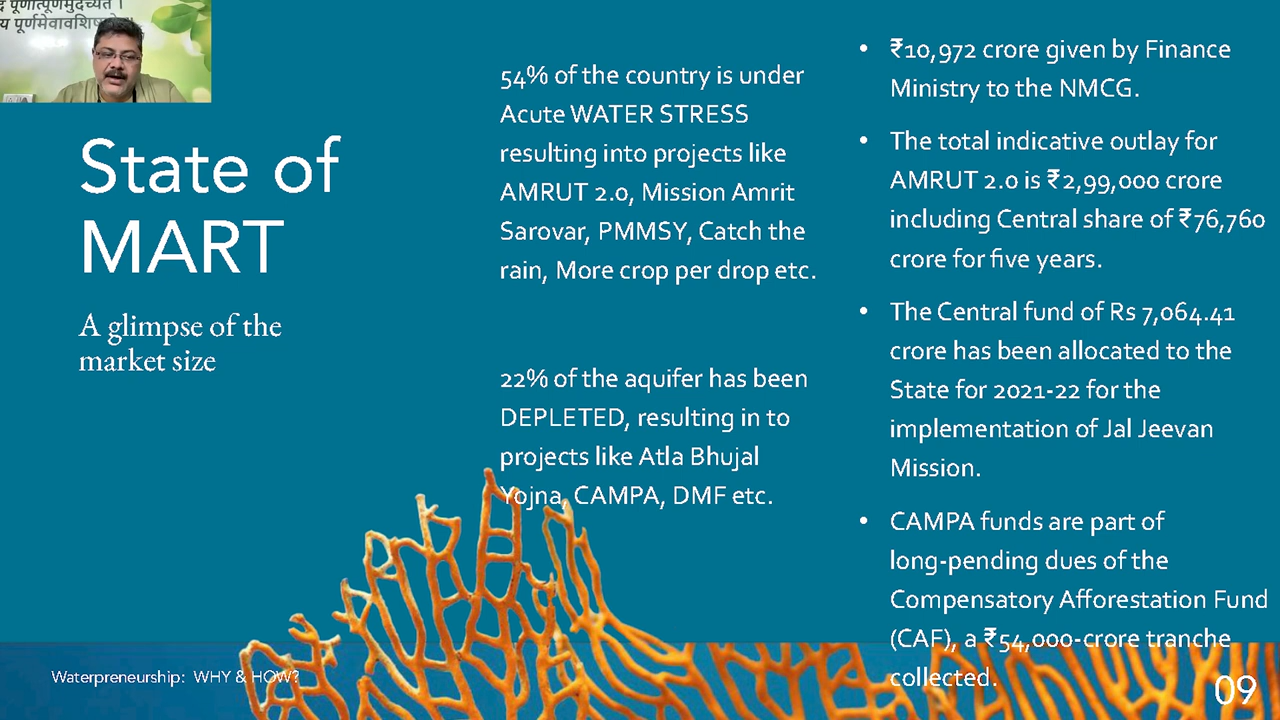 पूर्णात्पूर्णमुदच्यते ।
पूर्णमेवावशिष्यते
State of
MART
A glimpse of the
market size
54% of the country is under
Acute WATER STRESS
resulting into projects like
AMRUT 2.0, Mission Amrit
Sarovar, PMMSY, Catch the
rain, More crop per drop etc.
22% of the aquifer has been
DEPLETED, resulting in to
projects like Atla Bhujal
Yojna, CAMPA, DMF etc.
• ₹10,972 crore given by Finance
Ministry to the NMCG.
• The total indicative outlay for
AMRUT 2.0 is ₹2,99,000 crore
including Central share of ₹76,760
crore for five years.
• The Central fund of Rs 7,064.41
crore has been allocated to the
State for 2021-22 for the
implementation of Jal Jeevan
Mission.
• CAMPA funds are part of
long-pending dues of the
Compensatory Afforestation Fund
(CAF), a ₹54,000-crore tranche
collected.
Waterpreneurship: WHY & HOW?
09